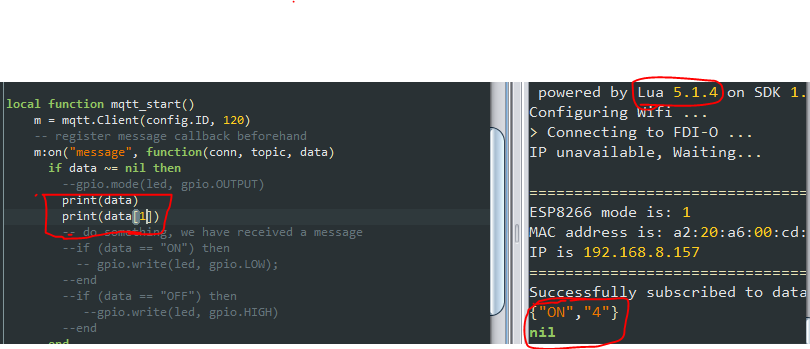 local function mqtt_start()
m = mqtt.Client(config.ID, 120)
-- register message callback beforehand
m:on("message", function(conn, topic, data)
if data ~= nil then
--gpio.mode(led, gpio.OUTPUT)
print(data)
print(data[1])
-- do something, we have received a message
--if (data == "ON") then
-- gpio.write(led, gpio.LOW);
--end
--if (data == "OFF") then
--gpio.write(led, gpio.HIGH)
--end
end
powered by Lua 5.1.4 on SDK 1.
Configuring Wifi ...
> Connecting to FDI-O ...
IP unavailable, Waiting...
==============================
ESP8266 mode is: 1
MAC address is: a2:20:a6:00:cd:
IP is 192.168.8.157
==============================
Successfully subscribed to data
{"ON","4"}
nil